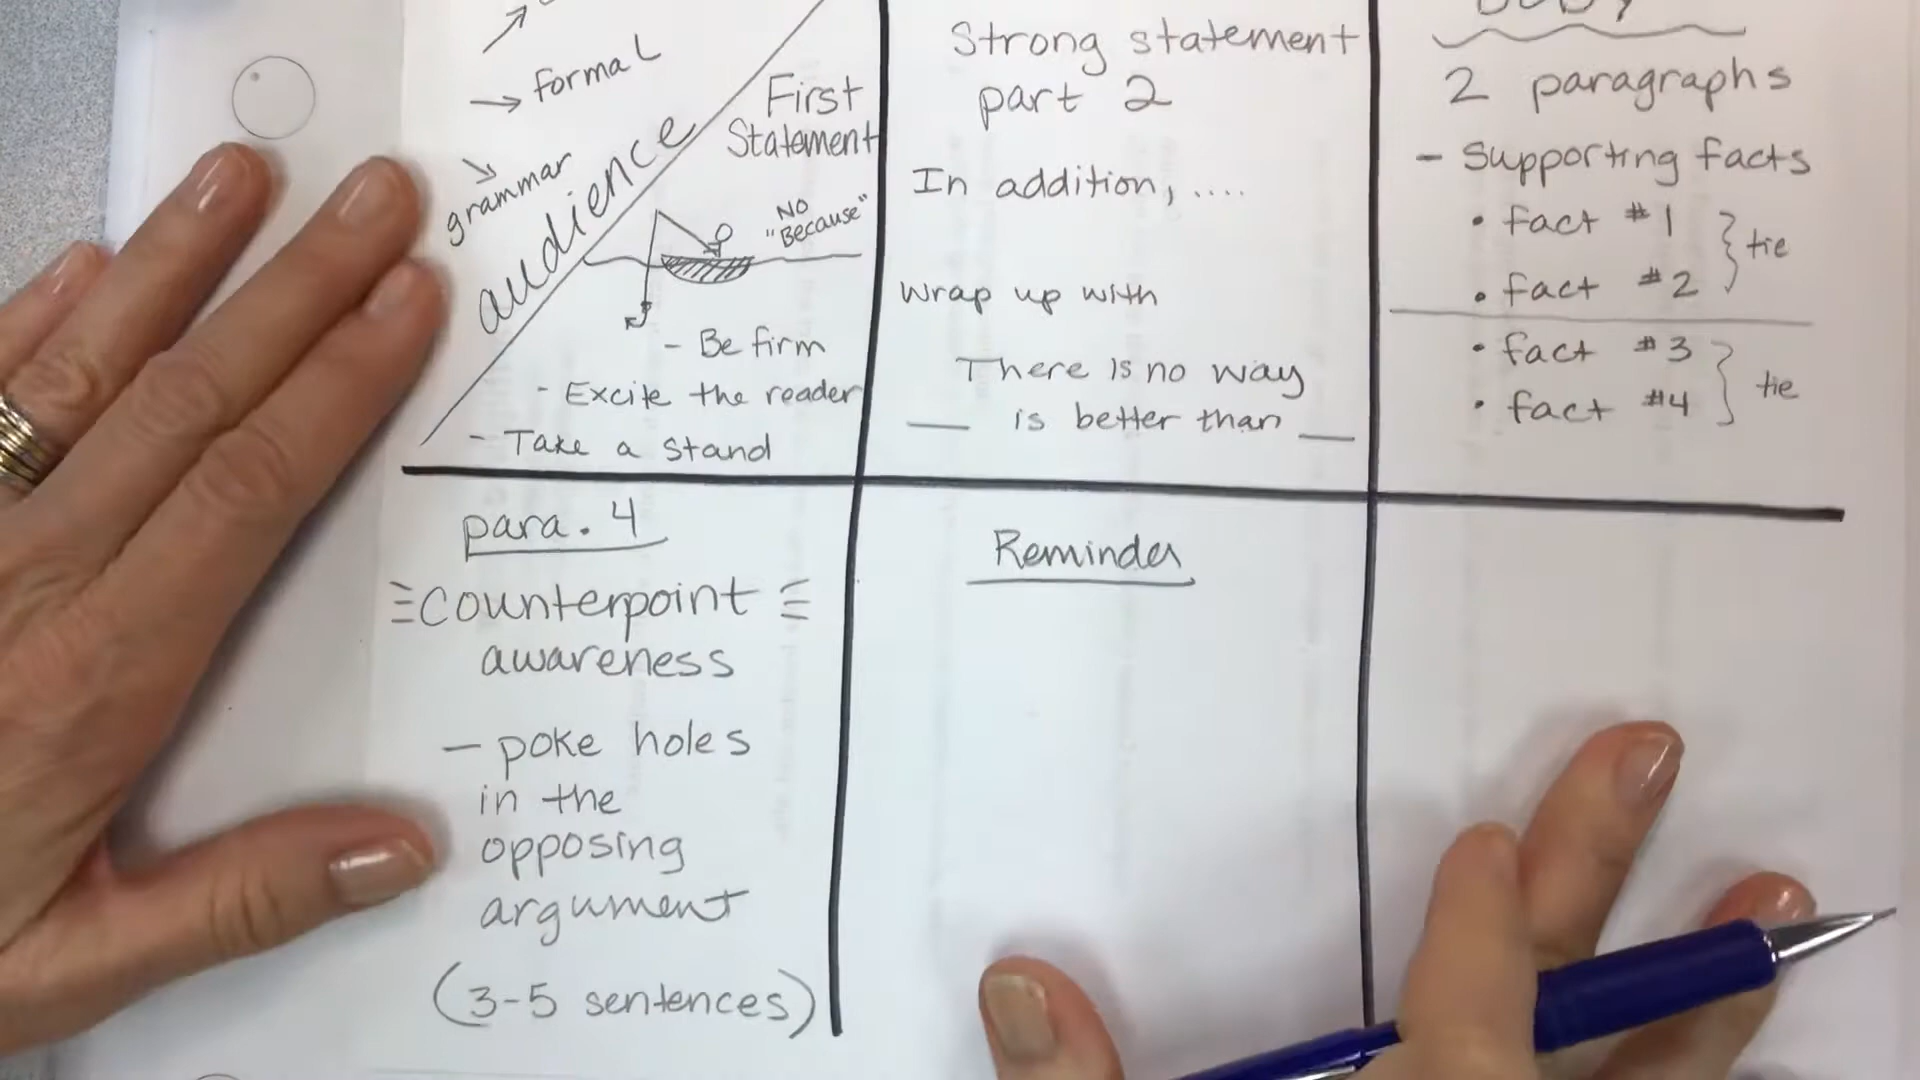 → formal
→ grammar
audience
First
Statement
NO
"Because"
- Be firm
- Excite the reader
- Take a stand
Strong statement
part 2
In addition, ....
Wrap up with
There is no way
___ is better than ___
2 paragraphs
- Supporting facts
• fact #1
• fact #2
} tie
• fact #3
• fact #4
} tie
para. 4
counterpoint
awareness
- poke holes
in the
opposing
argument
(3-5 sentences)
Reminder